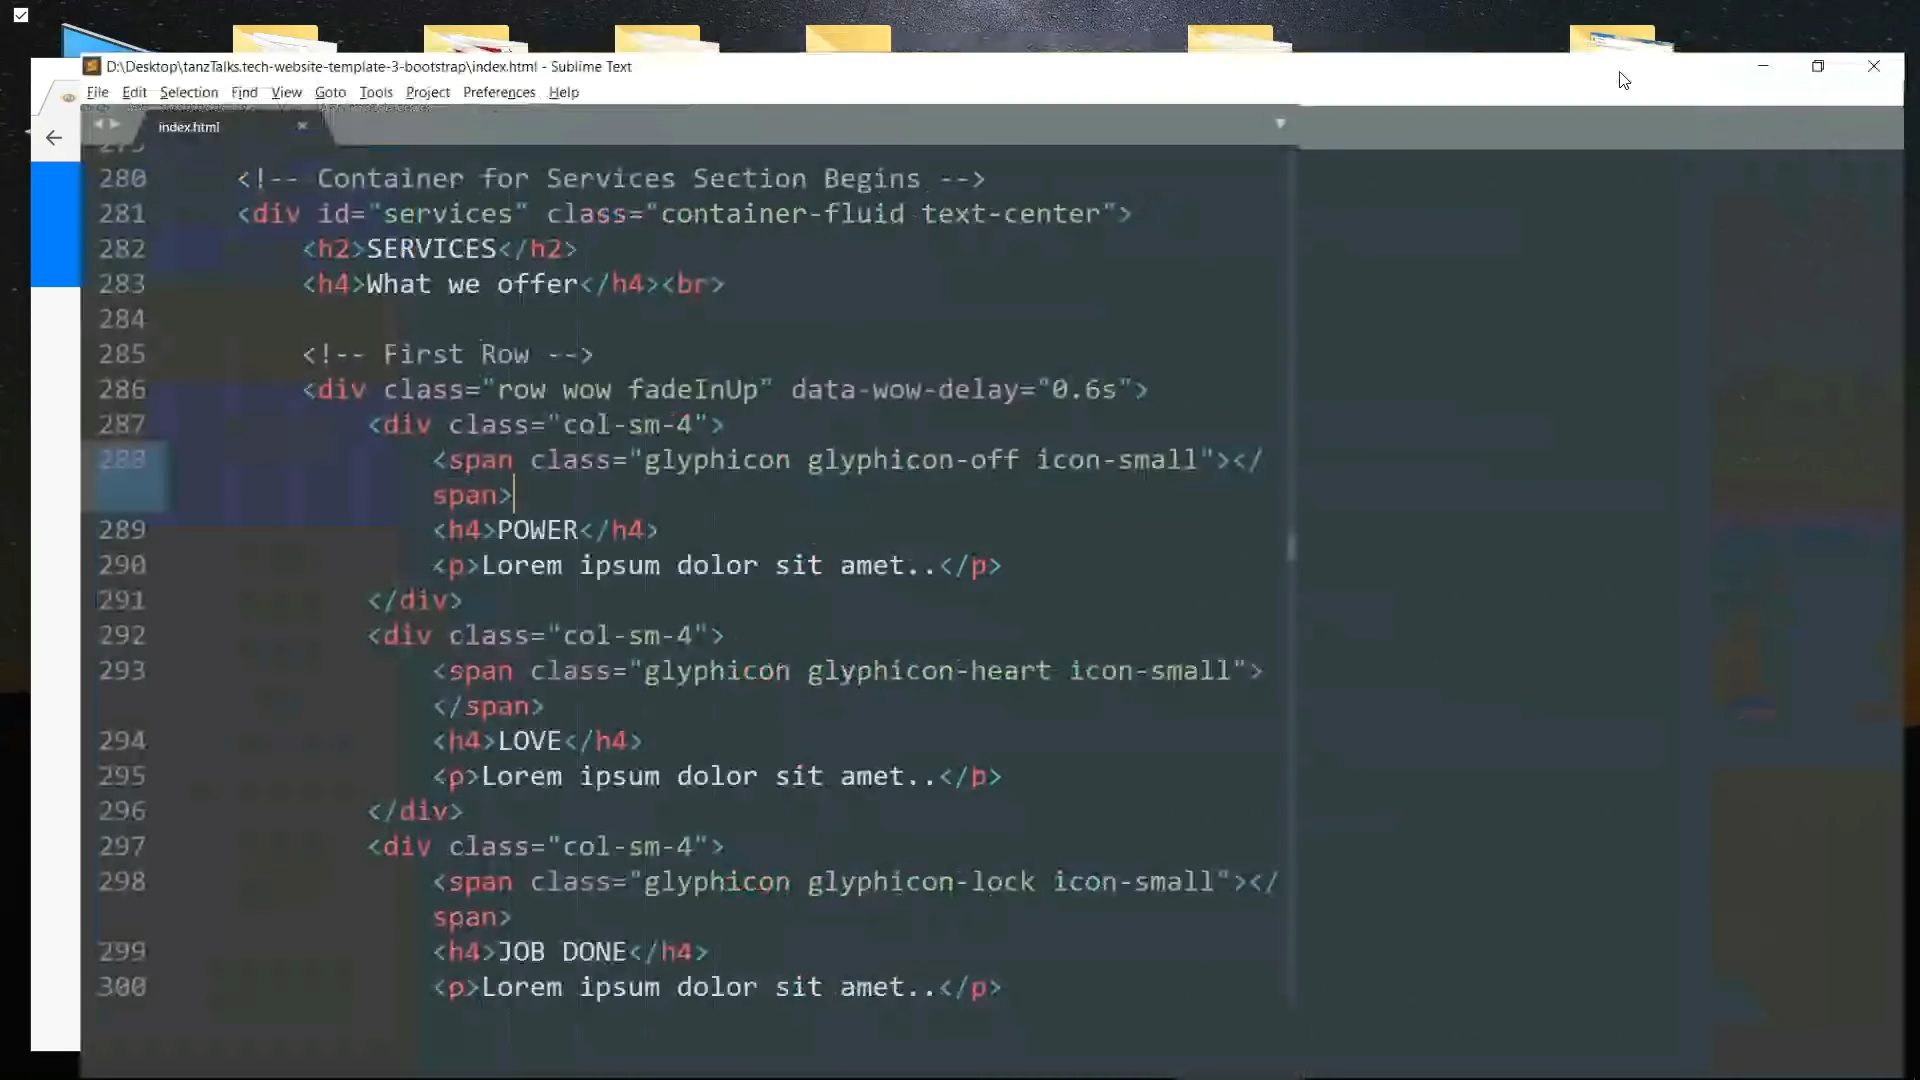 D:\Desktop\tanzTalks.tech-website-template-3-bootstrap\index.html - Sublime Text
File Edit Selection Find View Goto Tools Project Preferences Help
index.html
280 <!-- Container for Services Section Begins -->
281 <div id="services" class="container-fluid text-center">
282 <h2>SERVICES</h2>
283 <h4>What we offer</h4><br>
284
285 <!-- First Row -->
286 <div class="row wow fadeInUp" data-wow-delay="0.6s">
287 <div class="col-sm-4">
288 <span class="glyphicon glyphicon-off icon-small"></
span>
289 <h4>POWER</h4>
290 <p>Lorem ipsum dolor sit amet..</p>
291 </div>
292 <div class="col-sm-4">
293 <span class="glyphicon glyphicon-heart icon-small">
</span>
294 <h4>LOVE</h4>
295 <p>Lorem ipsum dolor sit amet..</p>
296 </div>
297 <div class="col-sm-4">
298 <span class="glyphicon glyphicon-lock icon-small"></
span>
299 <h4>JOB DONE</h4>
300 <p>Lorem ipsum dolor sit amet..</p>